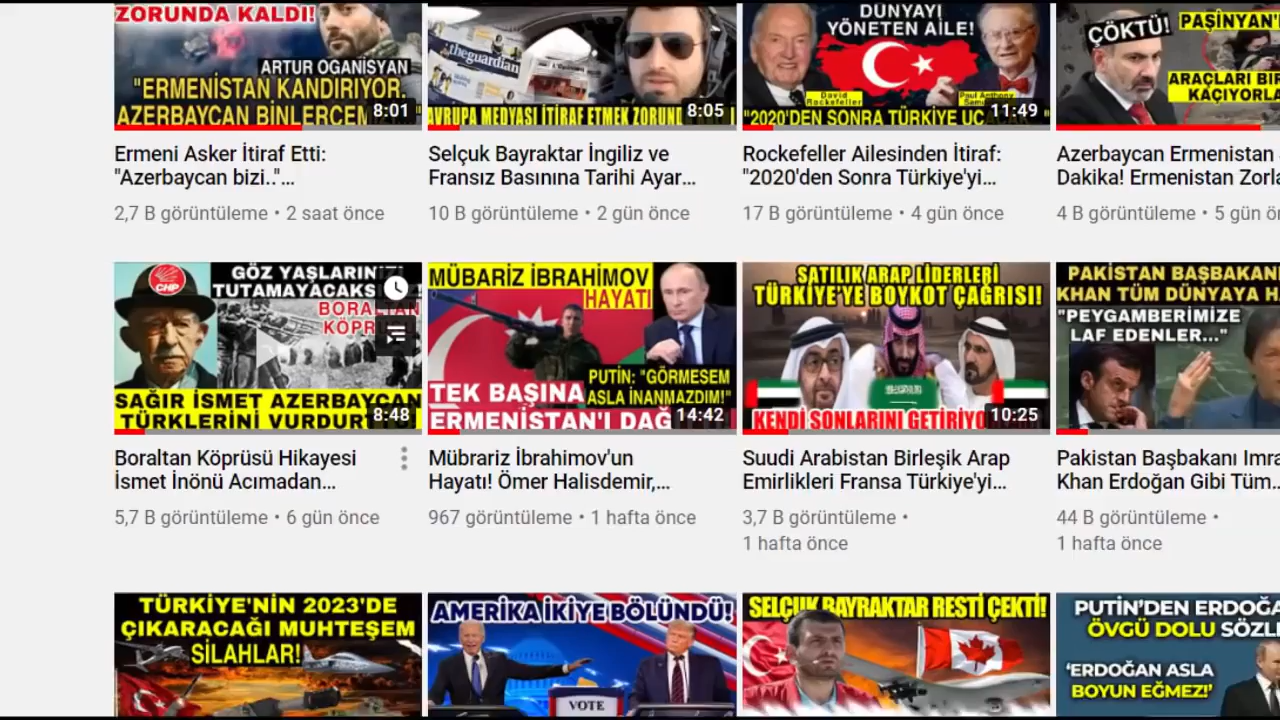 ZORUNDA KALDI!
ARTUR OGANISYAN
"ERMENİSTAN KANDIRIYOR.
AZERBAYCAN BİNLERCEM
8:01
Ermeni Asker İtiraf Etti:
"Azerbaycan bizi.."...
2,7 B görüntüleme • 2 saat önce
theguardian
AVRUPA MEDYASI İTİRAF ETMEK ZORUND
8:05
Selçuk Bayraktar İngiliz ve
Fransız Basınına Tarihi Ayar...
10 B görüntüleme • 2 gün önce
DÜNYAYI
YÖNETEN AİLE!
David
Rockefeller
Paul Anthony
"2020'DEN SONRA TÜRKİYE
11:49
Rockefeller Ailesinden İtiraf:
"2020'den Sonra Türkiye'yi...
17 B görüntüleme • 4 gün önce
ÇÖKTÜ!
PAŞİNYAN'
ARAÇLARI BIR
KAÇIYORLA
Azerbaycan Ermenistan
Dakika! Ermenistan Zorla
4 B görüntüleme • 5 gün ö
CHP
GÖZ YAŞLARIN
TUTAMAYACAKS
BORALTAN
KÖPR
SAĞIR İSMET AZERBAYCAN
TÜRKLERİNİ VURDUR
8:48
Boraltan Köprüsü Hikayesi
İsmet İnönü Acımadan...
5,7 B görüntüleme • 6 gün önce
MÜBARİZ İBRAHİMOV
HAYATI
PUTİN: "GÖRMESEM
ASLA İNANMAZDIM!"
TEK BAŞINA
ERMENİSTAN'I DAĞ
14:42
Mübrariz İbrahimov'un
Hayatı! Ömer Halisdemir,...
967 görüntüleme • 1 hafta önce
SATILIK ARAP LİDERLERİ
TÜRKİYE'YE BOYKOT ÇAĞRISI!
KENDİ SONLARINI GETİRİYO
10:25
Suudi Arabistan Birleşik Arap
Emirlikleri Fransa Türkiye'yi...
3,7 B görüntüleme •
1 hafta önce
PAKISTAN BAŞBAKANI
KHAN TÜM DÜNYAYA H
"PEYGAMBERİMİZE
LAF EDENLER..."
Pakistan Başbakanı Imra
Khan Erdoğan Gibi Tüm..
44 B görüntüleme •
1 hafta önce
TÜRKİYE'NİN 2023'DE
ÇIKARACAĞI MUHTEŞEM
SİLAHLAR!
AMERİKA İKİYE BÖLÜNDÜ!
VOTE
SELÇUK BAYRAKTAR RESTİ ÇEKTİ!
PUTİN'DEN ERDOĞA
ÖVGÜ DOLU SÖZL
'ERDOĞAN ASLA
BOYUN EĞMEZ!'